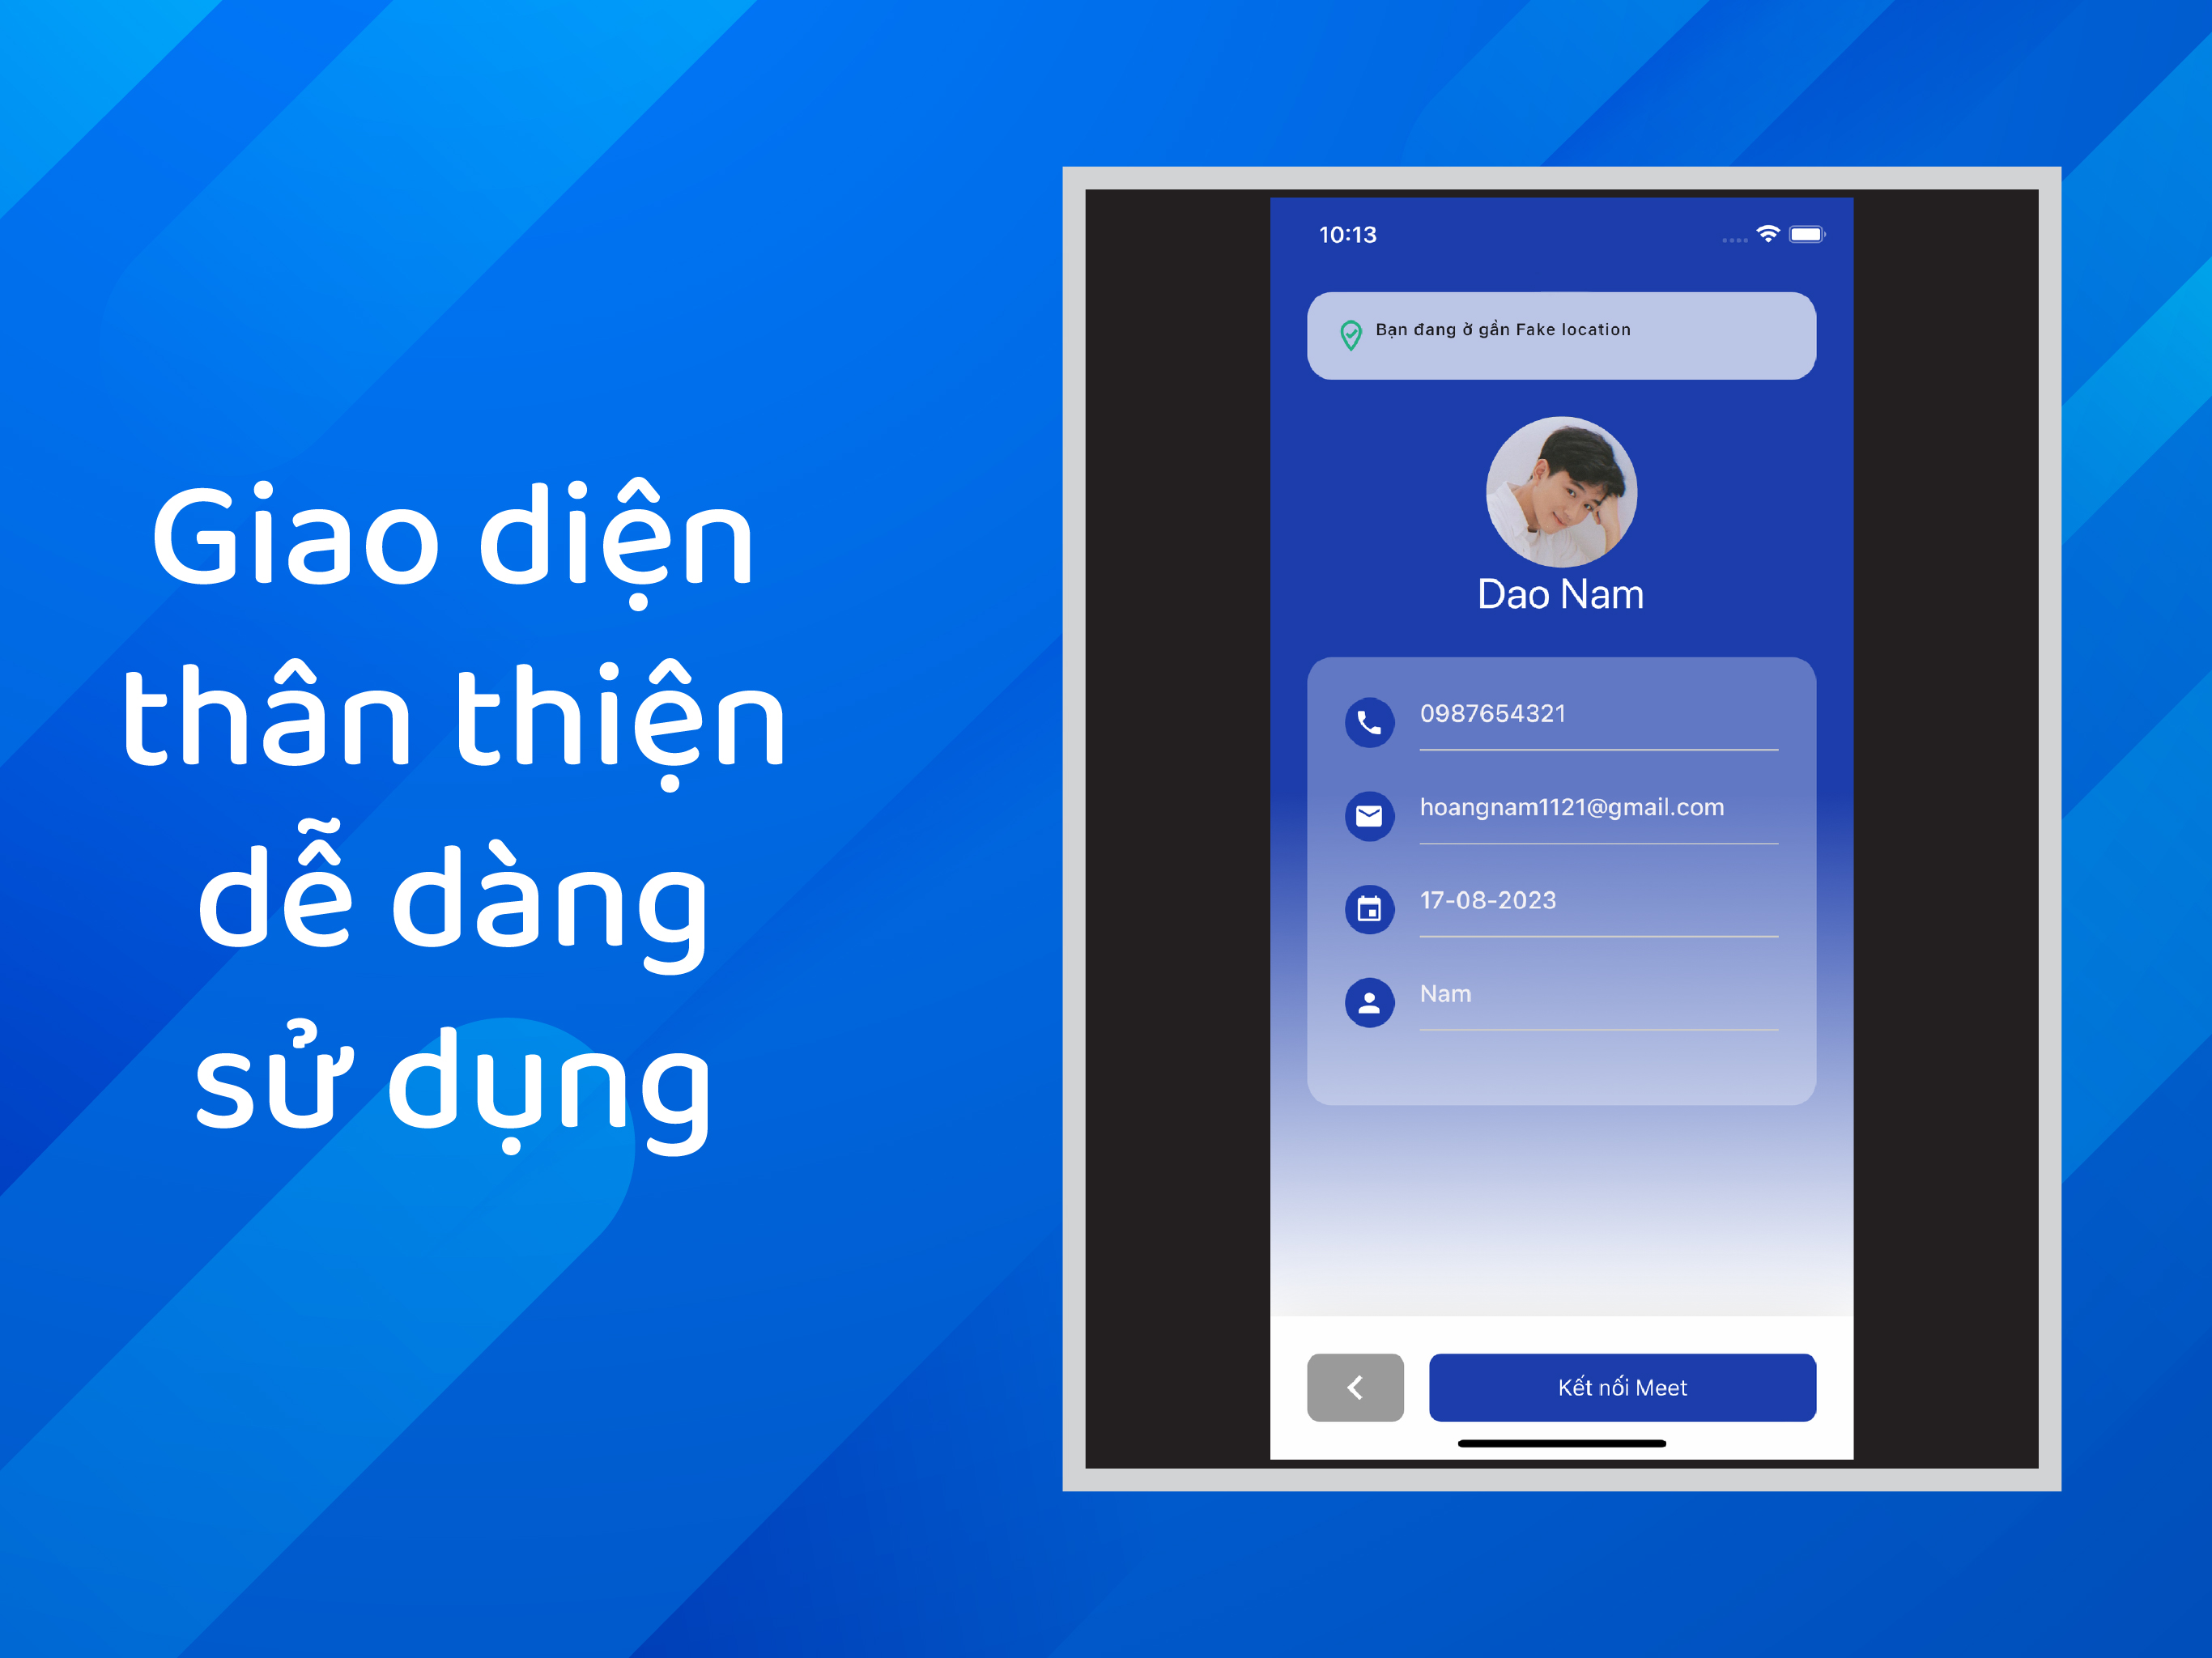 Giao diện
thân thiện
dễ dàng
sử dụng
10:13
Bạn đang ở gần Fake location
Dao Nam
0987654321
hoangnam1121@gmail.com
17-08-2023
Nam
Kết nối Meet